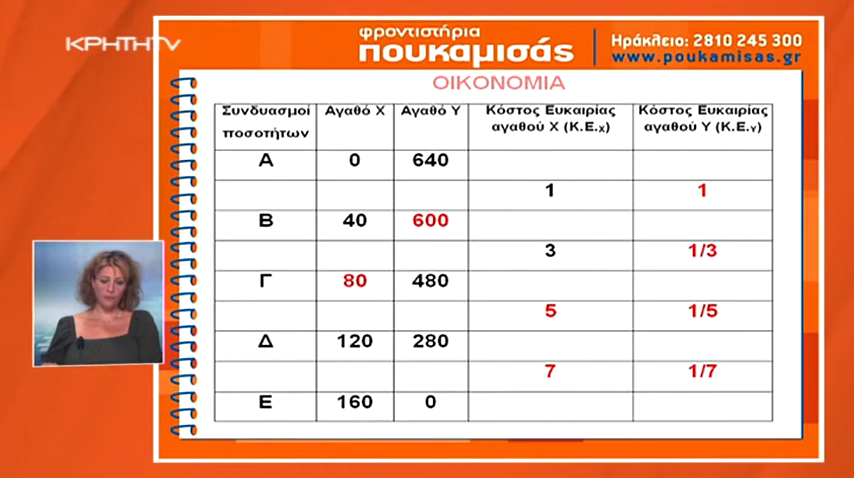 ΚΡΗΤΗTV
φροντιστήρια
πουκαμισάς
Ηράκλειο: 2810 245 300
www.poukamisas.gr
ΟΙΚΟΝΟΜΙΑ
Συνδυασμοί ποσοτήτων Αγαθό Χ Αγαθό Υ Κόστος Ευκαιρίας αγαθού Χ (Κ.Ε.χ) Κόστος Ευκαιρίας αγαθού Υ (Κ.Ε.Υ)
Α 0 640
1 1
Β 40 600
3 1/3
Γ 80 480
5 1/5
Δ 120 280
7 1/7
Ε 160 0